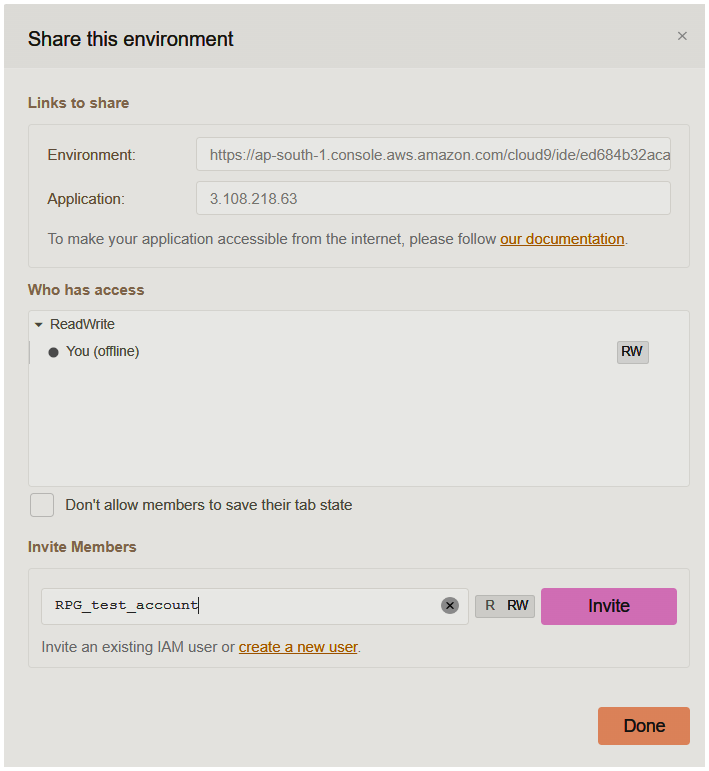 Share this environment
Links to share
Environment:
https://ap-south-1.console.aws.amazon.com/cloud9/ide/ed684b32aca
Application:
3.108.218.63
To make your application accessible from the internet, please follow our documentation.
Who has access
ReadWrite
You (offline)
RW
Don't allow members to save their tab state
Invite Members
RPG_test_account
R RW
Invite
Invite an existing IAM user or create a new user.
Done